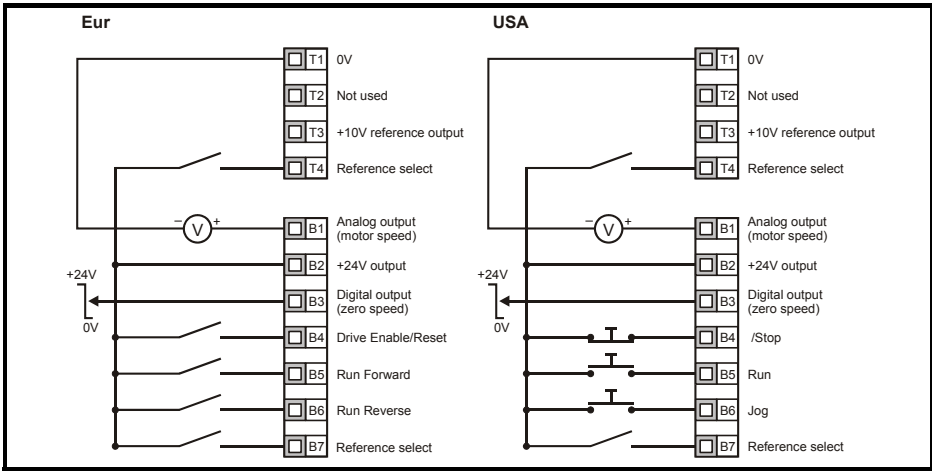 Eur
T1 0V
T2 Not used
T3 +10V reference output
T4 Reference select
– V +
B1 Analog output
(motor speed)
B2 +24V output
+24V
B3 Digital output
(zero speed)
0V
B4 Drive Enable/Reset
B5 Run Forward
B6 Run Reverse
B7 Reference select
USA
T1 0V
T2 Not used
T3 +10V reference output
T4 Reference select
– V +
B1 Analog output
(motor speed)
B2 +24V output
+24V
B3 Digital output
(zero speed)
0V
B4 /Stop
B5 Run
B6 Jog
B7 Reference select